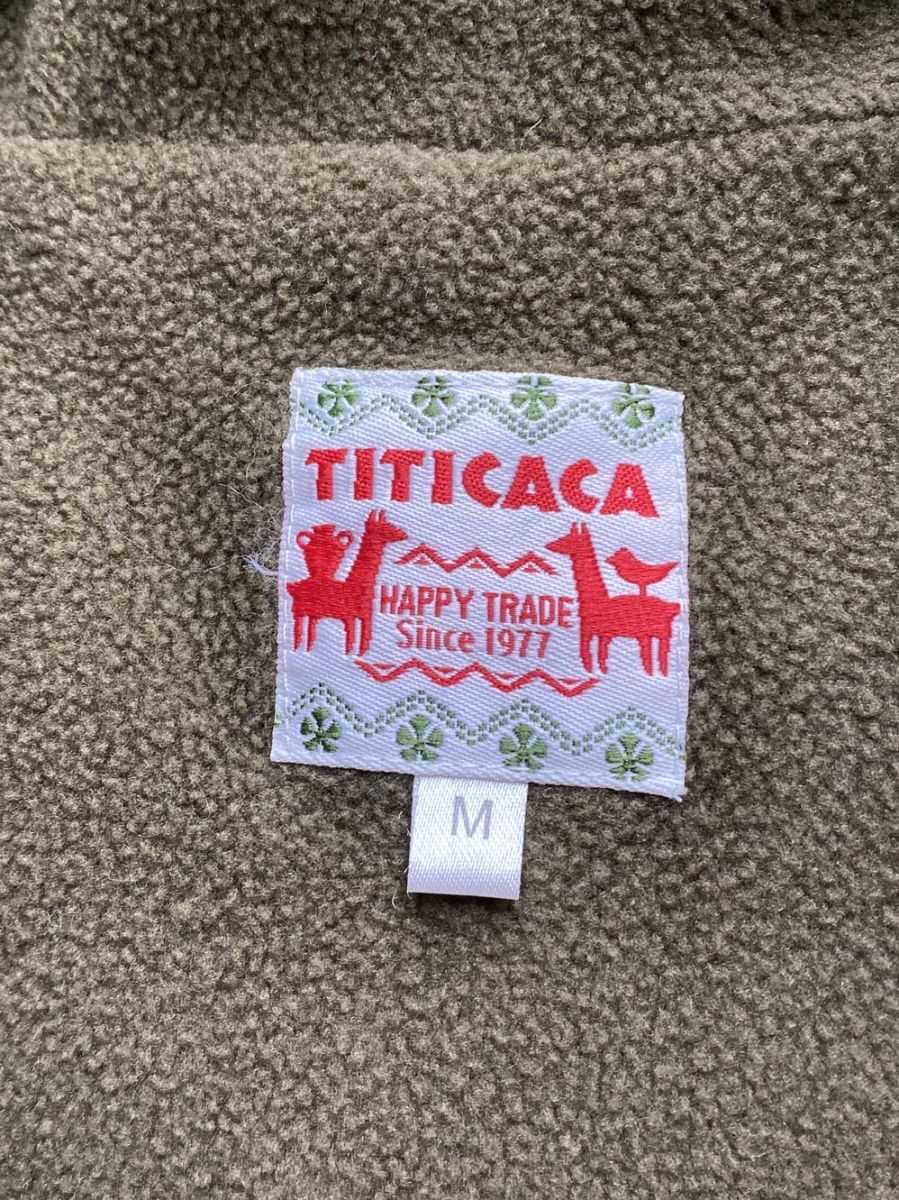 TITICACA
HAPPY TRADE
Since 1977
M